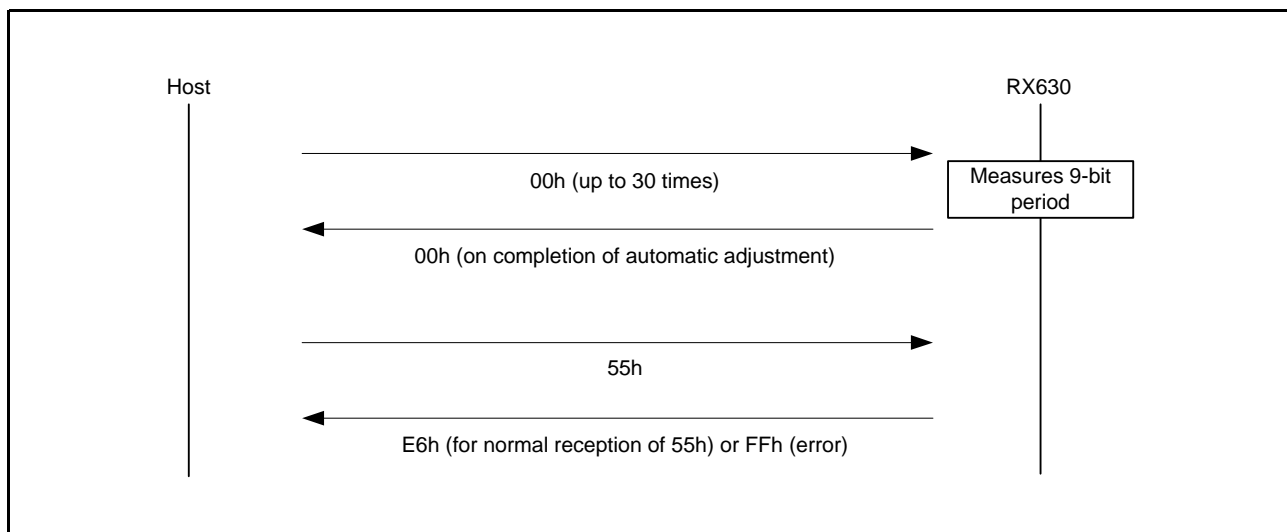 Host
RX630
00h (up to 30 times)
Measures 9-bit
period
00h (on completion of automatic adjustment)
55h
E6h (for normal reception of 55h) or FFh (error)